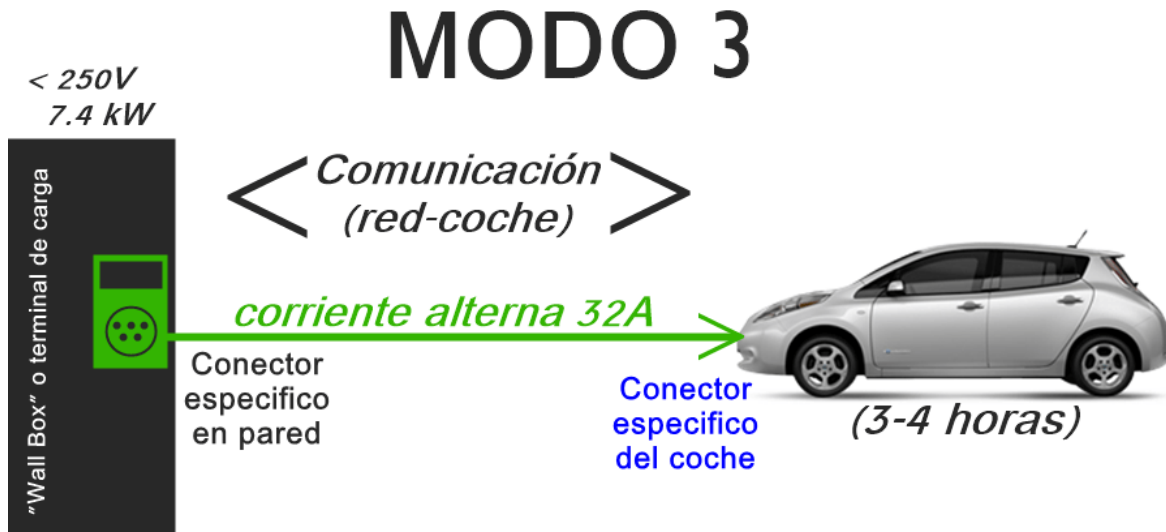 MODO 3
< 250V
7.4 kW
"Wall Box" o terminal de carga
Comunicación
(red-coche)
corriente alterna 32A
Conector
especifico
en pared
Conector
especifico
del coche
(3-4 horas)